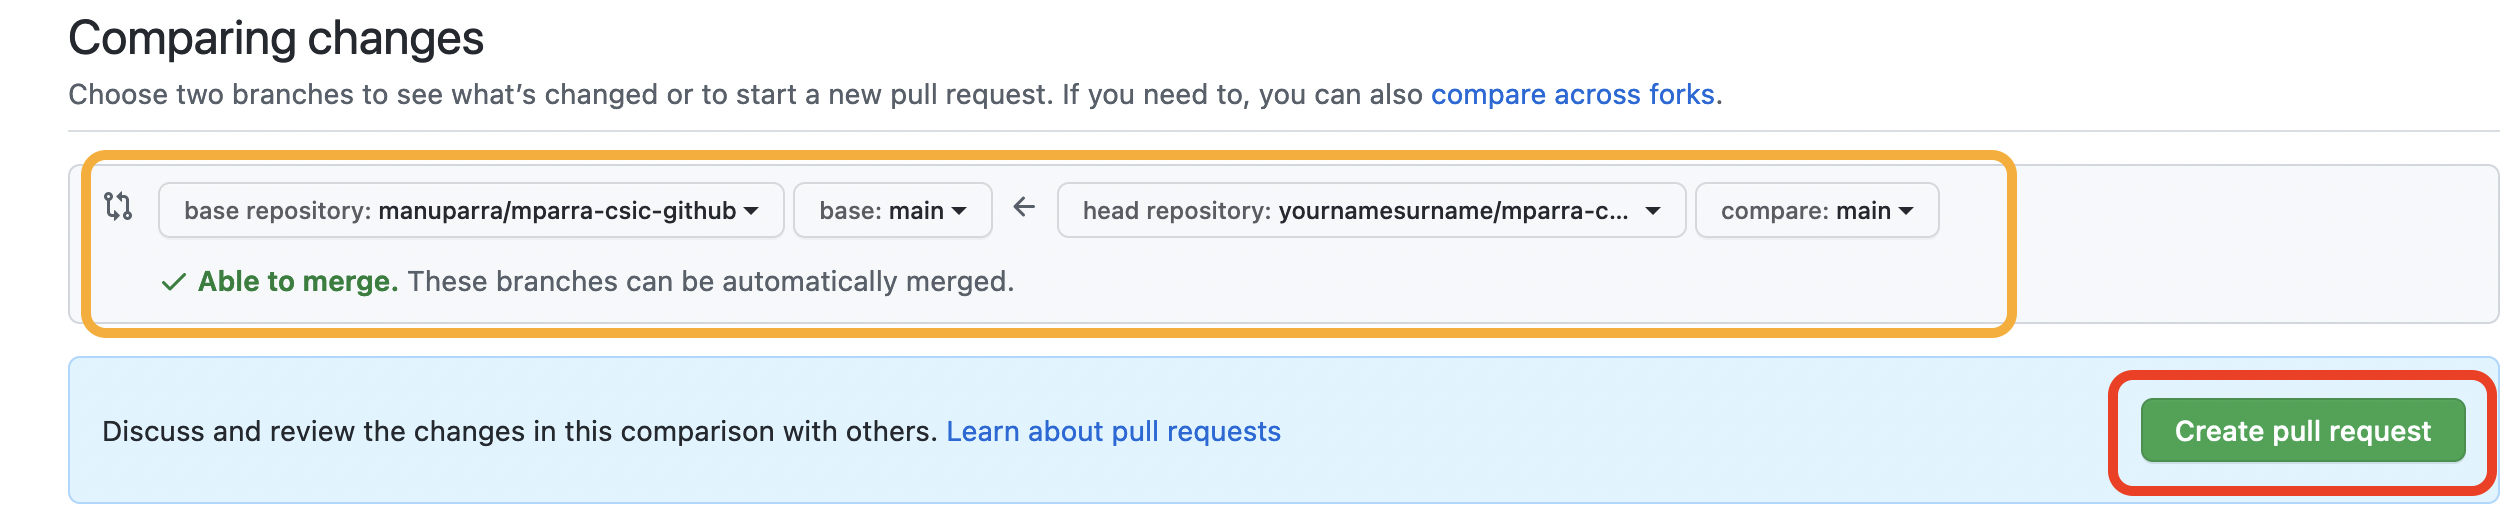 Comparing changes
Choose two branches to see what's changed or to start a new pull request. If you need to, you can also compare across forks.
base repository: manuparra/mparra-csic-github base: main head repository: yournamesurname/mparra-c... compare: main
Able to merge. These branches can be automatically merged.
Discuss and review the changes in this comparison with others. Learn about pull requests Create pull request